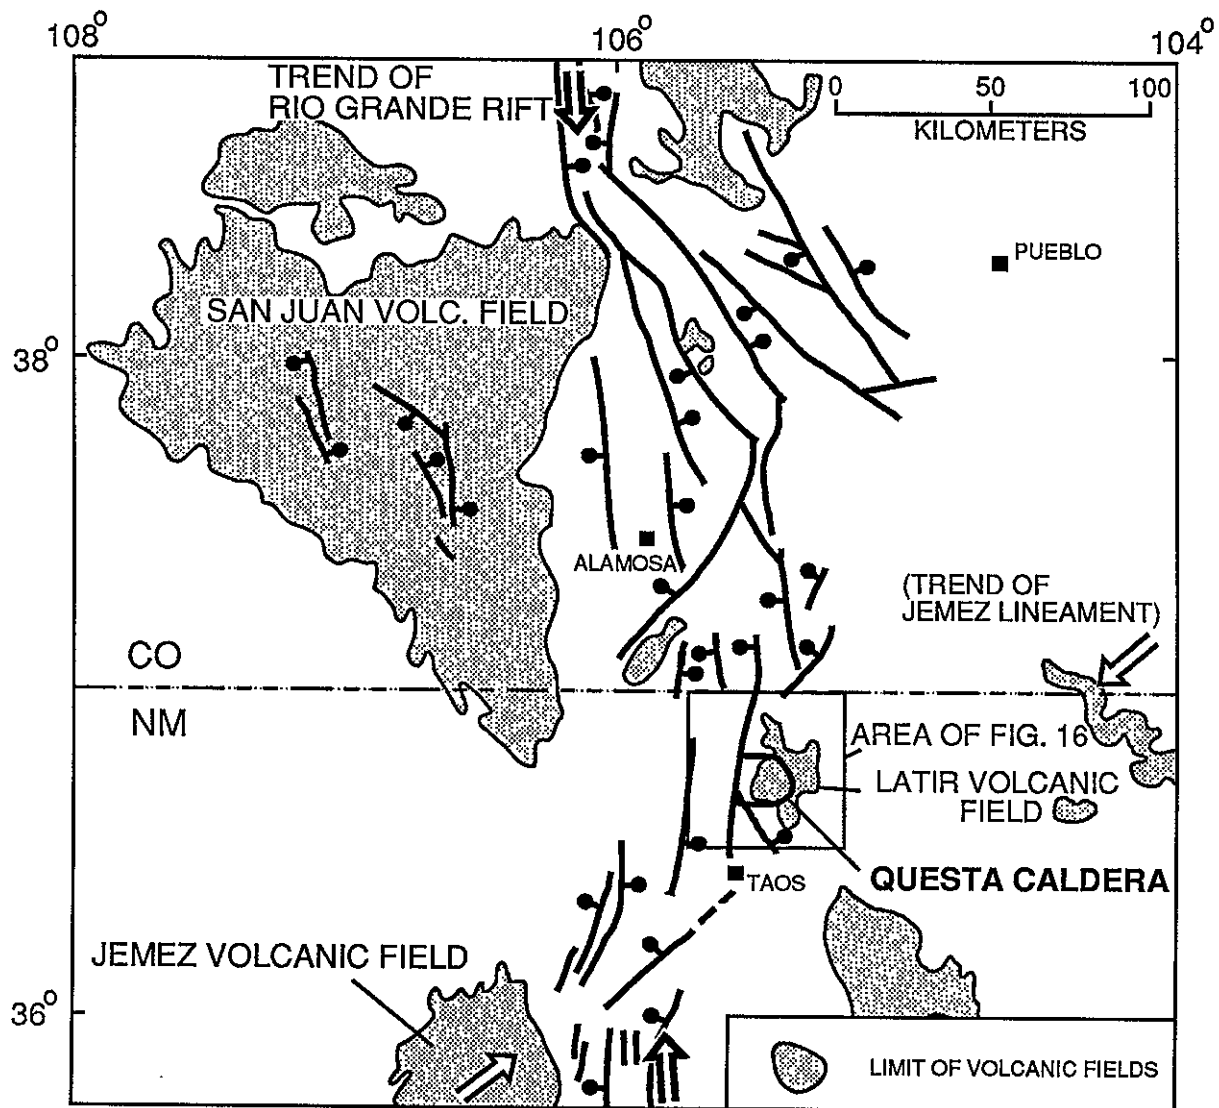 108° 106° 104°
TREND OF
RIO GRANDE RIFT
0 50 100
KILOMETERS
PUEBLO
SAN JUAN VOLC. FIELD
38°
ALAMOSA
(TREND OF
JEMEZ LINEAMENT)
CO
NM
AREA OF FIG. 16
LATIR VOLCANIC
FIELD
QUESTA CALDERA
TAOS
JEMEZ VOLCANIC FIELD
36°
LIMIT OF VOLCANIC FIELDS